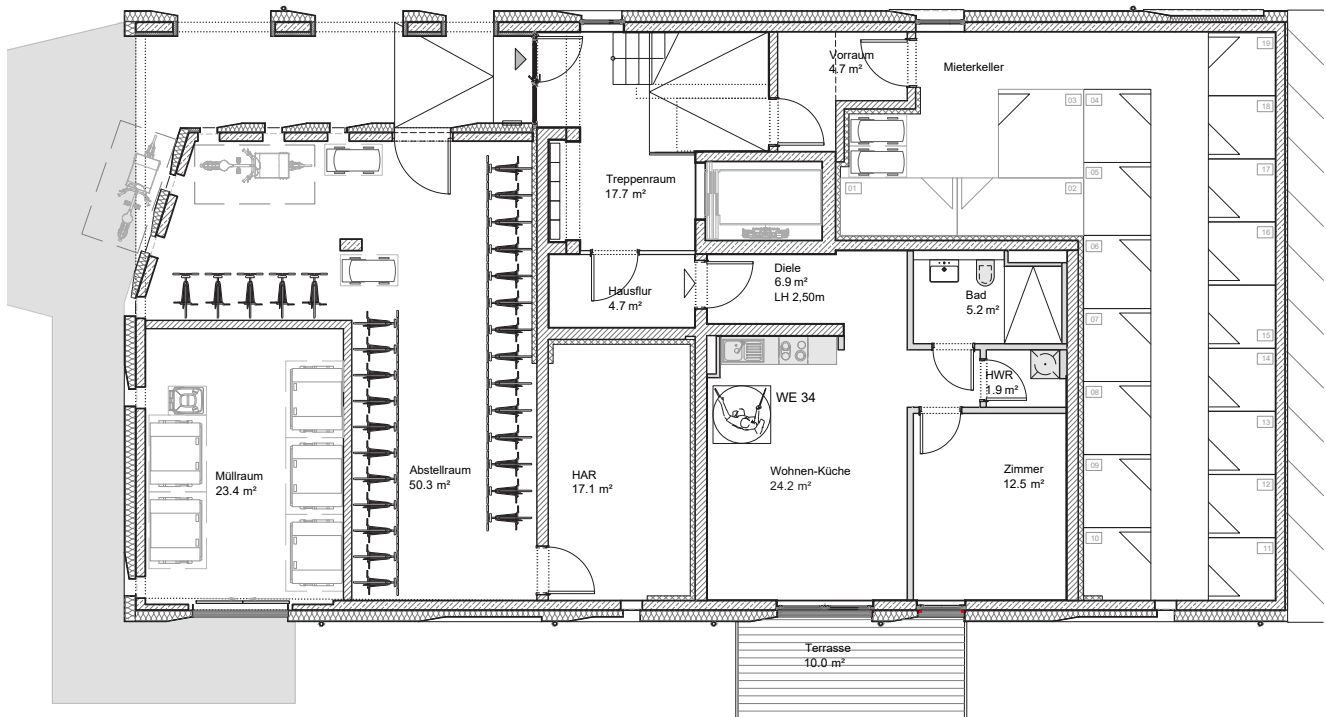 Vorraum
4.7 m²
Mieterkeller
19
03
04
18
Treppenraum
17.7 m²
05
17
01
02
16
06
Diele
6.9 m²
LH 2,50m
Hausflur
4.7 m²
Bad
5.2 m²
07
15
14
HWR
1.9 m²
WE 34
08
13
Müllraum
23.4 m²
Abstellraum
50.3 m²
HAR
17.1 m²
Wohnen-Küche
24.2 m²
Zimmer
12.5 m²
09
12
10
11
Terrasse
10.0 m²